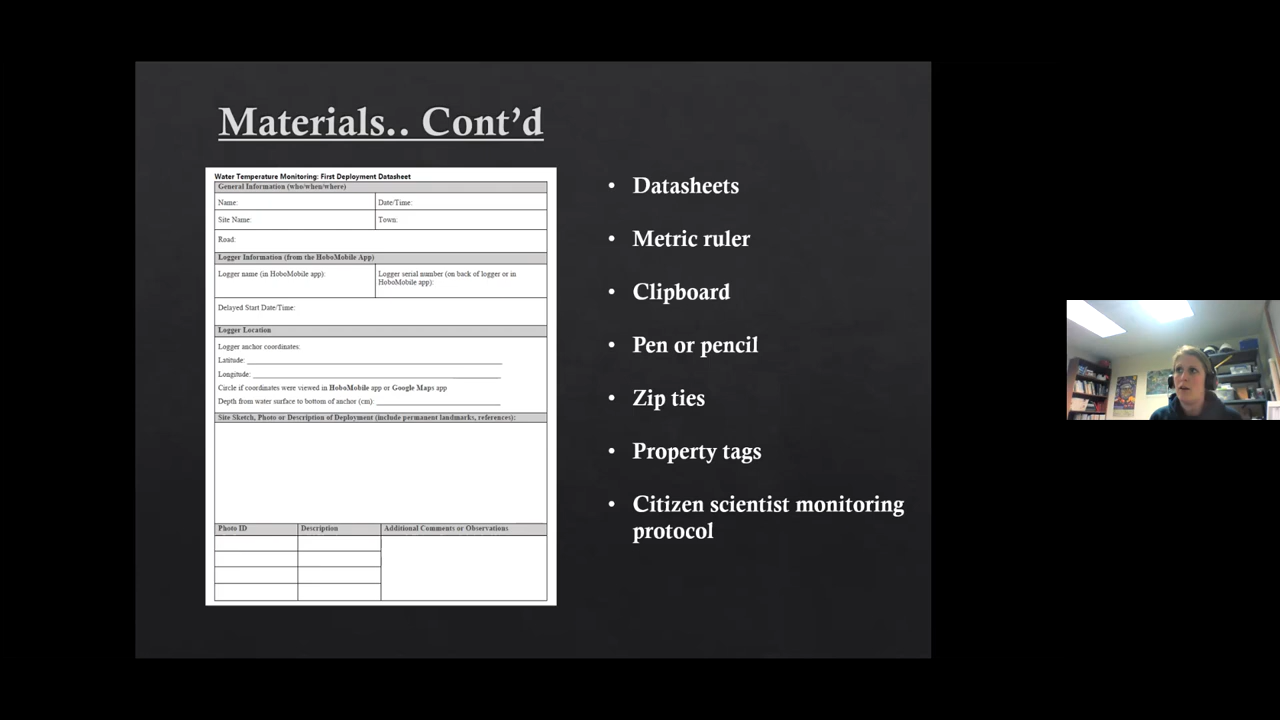 Materials.. Cont’d
Water Temperature Monitoring: First Deployment Datasheet
General Information (who/when/where)
Name:
Date/Time:
Site Name:
Town:
Road:
Logger Information (from the HoboMobile App)
Logger name (in HoboMobile app):
Logger serial number (on back of logger or in
HoboMobile app):
Delayed Start Date/Time:
Logger Location
Logger anchor coordinates:
Latitude:
Longitude:
Circle if coordinates were viewed in HoboMobile app or Google Maps app
Depth from water surface to bottom of anchor (cm):
Site Sketch, Photo or Description of Deployment (include permanent landmarks, references):
Photo ID
Description
Additional Comments or Observations
• Datasheets
• Metric ruler
• Clipboard
• Pen or pencil
• Zip ties
• Property tags
• Citizen scientist monitoring
protocol